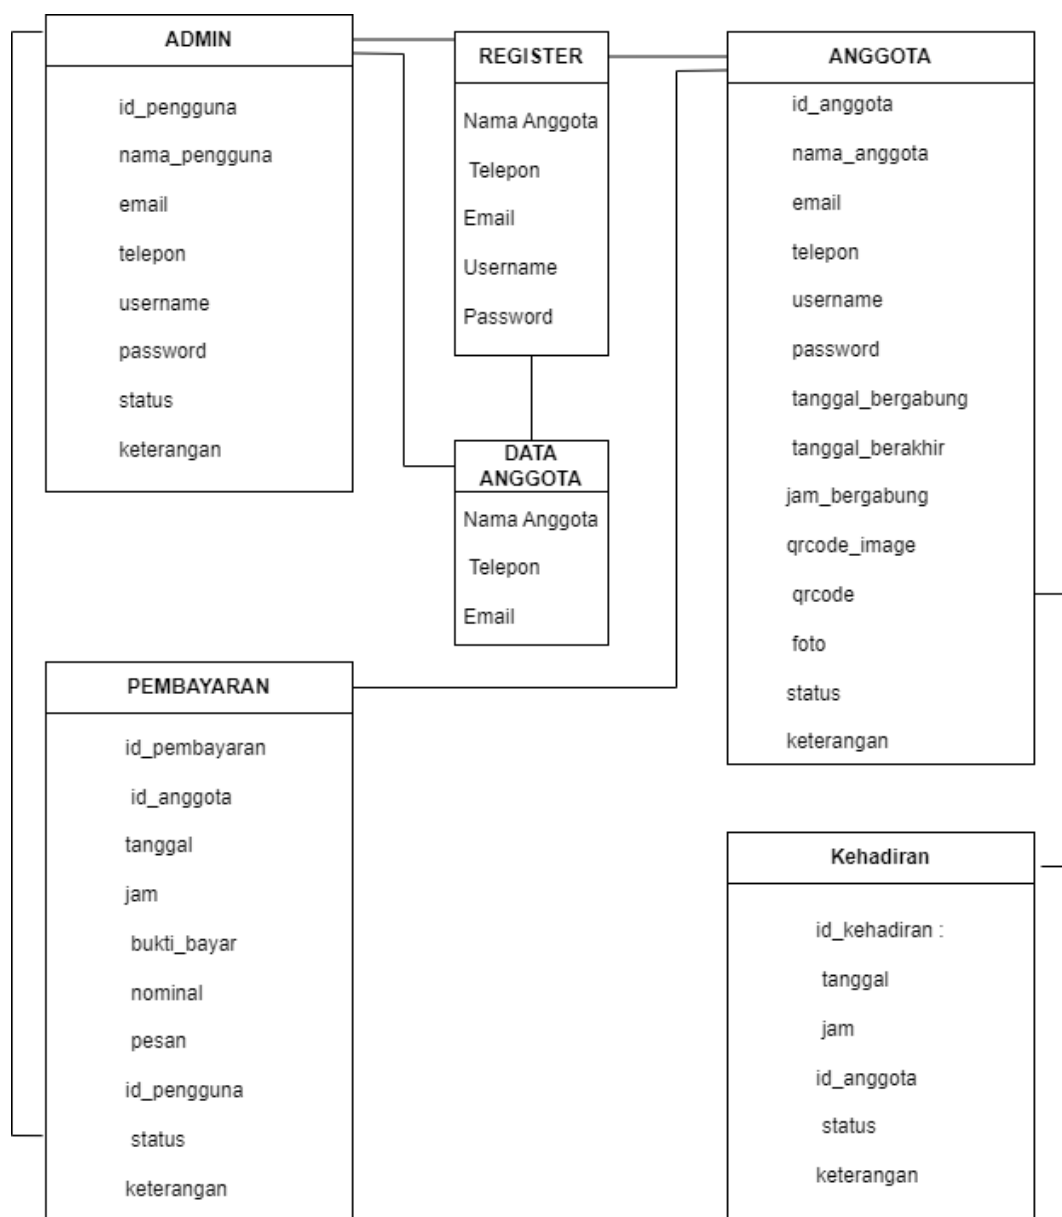 ADMIN
id_pengguna
nama_pengguna
email
telepon
username
password
status
keterangan
REGISTER
Nama Anggota
Telepon
Email
Username
Password
ANGGOTA
id_anggota
nama_anggota
email
telepon
username
password
tanggal_bergabung
tanggal_berakhir
jam_bergabung
qrcode_image
qrcode
foto
status
keterangan
DATA
ANGGOTA
Nama Anggota
Telepon
Email
PEMBAYARAN
id_pembayaran
id_anggota
tanggal
jam
bukti_bayar
nominal
pesan
id_pengguna
status
keterangan
Kehadiran
id_kehadiran :
tanggal
jam
id_anggota
status
keterangan